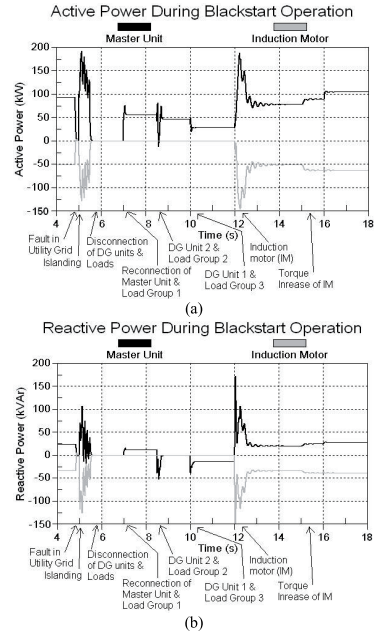 Active Power During Blackstart Operation
Master Unit
Induction Motor
Active Power (kW)
200
150
100
50
0
-50
-100
-150
4
6
8
10
12
14
16
18
Time (s)
Fault in
Utility Grid
Islanding
Disconnection
of DG units &
Loads
Reconnection of
Master Unit &
Load Group 1
DG Unit 2 &
Load Group 2
DG Unit 1 &
Load Group 3
Induction
motor (IM)
Torque
Inrease of IM
(a)
Reactive Power During Blackstart Operation
Master Unit
Induction Motor
Reactive Power (kVAr)
200
150
100
50
0
-50
-100
-150
4
6
8
10
12
14
16
18
Time (s)
Fault in
Utility Grid
Islanding
Disconnection
of DG units &
Loads
Reconnection of
Master Unit &
Load Group 1
DG Unit 2 &
Load Group 2
DG Unit 1 &
Load Group 3
Induction
motor (IM)
Torque
Inrease of IM
(b)